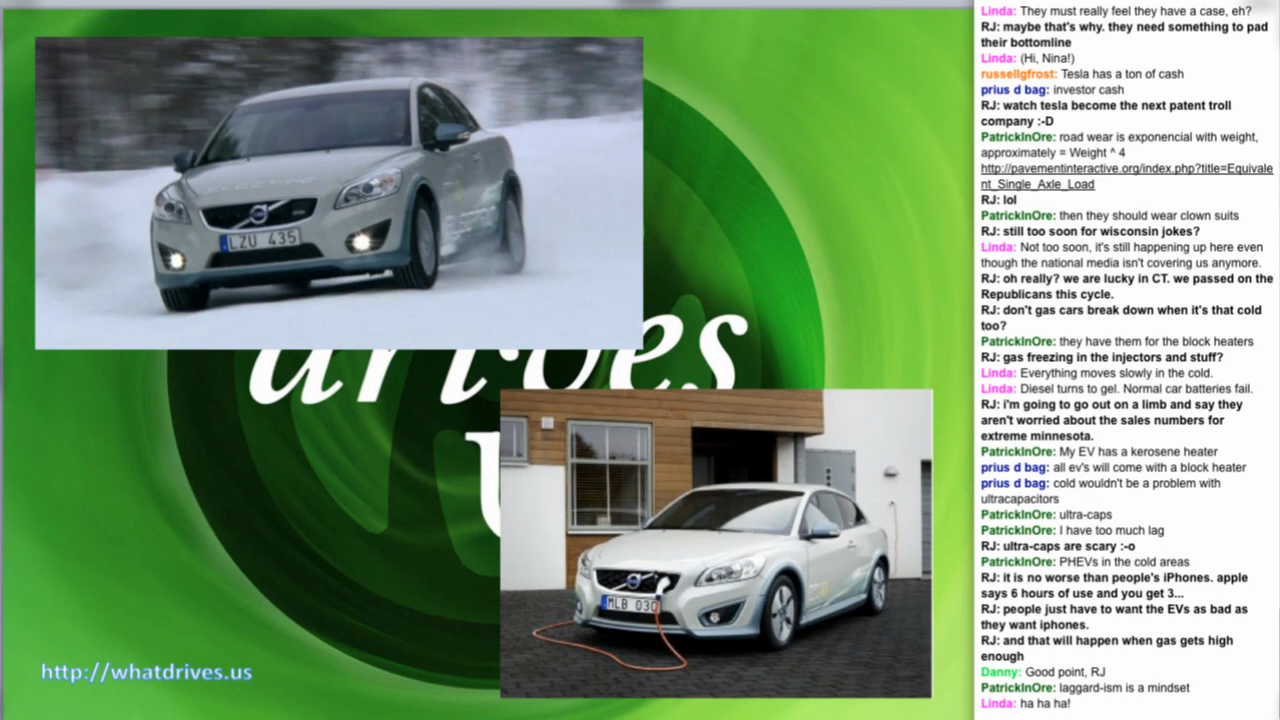 ELECTRIC
LZU 435
drives
MLB 030
http://whatdrives.us
Linda: They must really feel they have a case, eh?
RJ: maybe that's why. they need something to pad
their bottomline
Linda: (Hi, Nina!)
russellgfrost: Tesla has a ton of cash
prius d bag: investor cash
RJ: watch tesla become the next patent troll
company :-D
PatrickInOre: road wear is exponencial with weight,
approximately = Weight ^ 4
http://pavementinteractive.org/index.php?title=Equivale
nt_Single_Axle_Load
RJ: lol
PatrickInOre: then they should wear clown suits
RJ: still too soon for wisconsin jokes?
Linda: Not too soon, it's still happening up here even
though the national media isn't covering us anymore.
RJ: oh really? we are lucky in CT. we passed on the
Republicans this cycle.
RJ: don't gas cars break down when it's that cold
too?
PatrickInOre: they have them for the block heaters
RJ: gas freezing in the injectors and stuff?
Linda: Everything moves slowly in the cold.
Linda: Diesel turns to gel. Normal car batteries fail.
RJ: i'm going to go out on a limb and say they
aren't worried about the sales numbers for
extreme minnesota.
PatrickInOre: My EV has a kerosene heater
prius d bag: all ev's will come with a block heater
prius d bag: cold wouldn't be a problem with
ultracapacitors
PatrickInOre: ultra-caps
PatrickInOre: I have too much lag
RJ: ultra-caps are scary :-o
PatrickInOre: PHEVs in the cold areas
RJ: it is no worse than people's iPhones. apple
says 6 hours of use and you get 3...
RJ: people just have to want the EVs as bad as
they want iphones.
RJ: and that will happen when gas gets high
enough
Danny: Good point, RJ
PatrickInOre: laggard-ism is a mindset
Linda: ha ha ha!